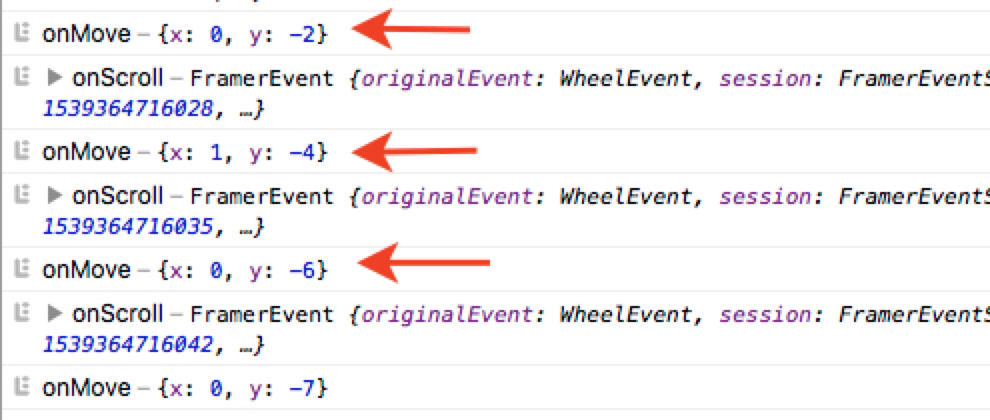 onMove – {x: 0, y: –2}
▶ onScroll – FramerEvent {originalEvent: WheelEvent, session: FramerEventS
1539364716028, …}
onMove – {x: 1, y: –4}
▶ onScroll – FramerEvent {originalEvent: WheelEvent, session: FramerEventS
1539364716035, …}
onMove – {x: 0, y: –6}
▶ onScroll – FramerEvent {originalEvent: WheelEvent, session: FramerEventS
1539364716042, …}
onMove – {x: 0, y: –7}